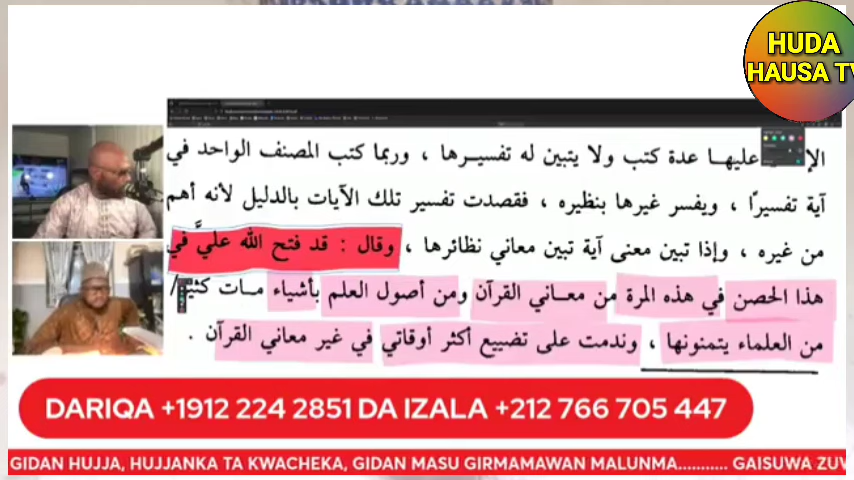 HUDA
HAUSA TV
عليها عدة كتب ولا يتبين له تفسيرها ، وربما كتب المصنف الواحد في
آية تفسيرًا ، ويفسر غيرها بنظيره ، فقصدت تفسير تلك الآيات بالدليل لأنه أهم
من غيره ، وإذا تبين معنى آية تبين معاني نظائرها ، وقال : قد فتح الله عليَّ في
هذا الحصن في هذه المرة من معاني القرآن ومن أصول العلم بأشياء مات كثير
من العلماء يتمنونها ، وندمت على تضييع أكثر أوقاتي في غير معاني القرآن .
DARIQA +1912 224 2851 DA IZALA +212 766 705 447
GIDAN HUJJA, HUJJANKA TA KWACHEKA, GIDAN MASU GIRMAMAWAN MALUNMA........... GAISUWA